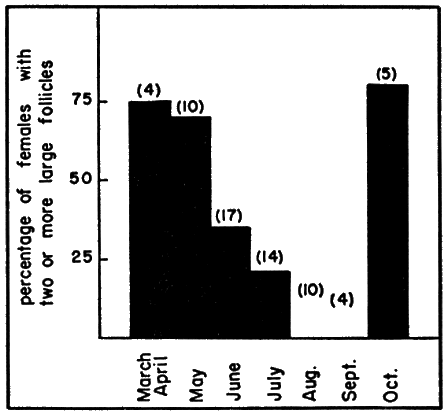 percentage of females with
two or more large follicles
75
50
25
(4)
(10)
(17)
(14)
(10)
(4)
(5)
March
April
May
June
July
Aug.
Sept.
Oct.